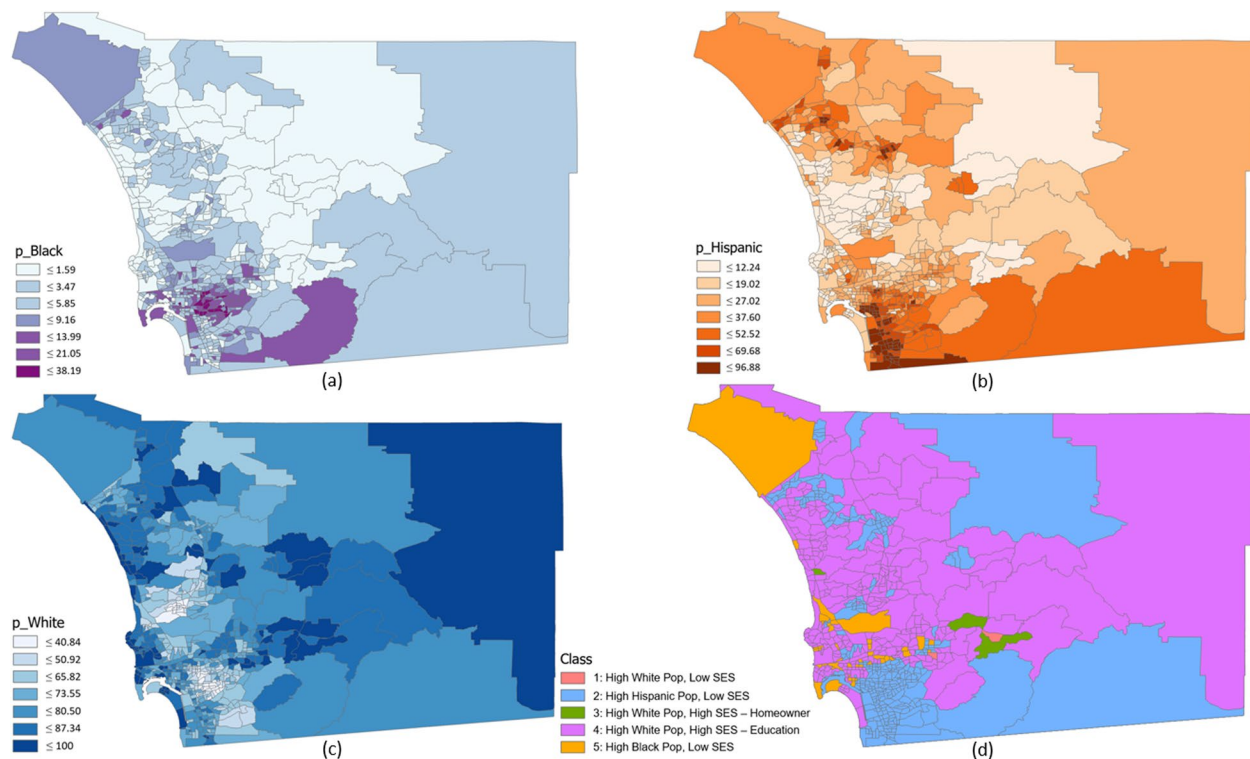 p_Black
≤ 1.59
≤ 3.47
≤ 5.85
≤ 9.16
≤ 13.99
≤ 21.05
≤ 38.19
(a)
p_Hispanic
≤ 12.24
≤ 19.02
≤ 27.02
≤ 37.60
≤ 52.52
≤ 69.68
≤ 96.88
(b)
p_White
≤ 40.84
≤ 50.92
≤ 65.82
≤ 73.55
≤ 80.50
≤ 87.34
≤ 100
(c)
Class
1: High White Pop, Low SES
2: High Hispanic Pop, Low SES
3: High White Pop, High SES – Homeowner
4: High White Pop, High SES – Education
5: High Black Pop, Low SES
(d)